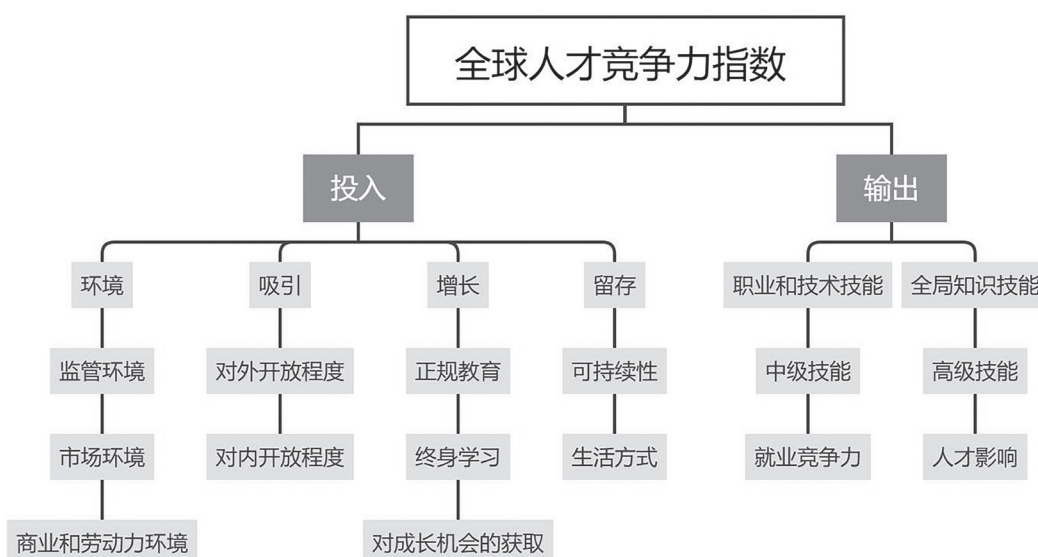 全球人才竞争力指数
投入
输出
环境
吸引
增长
留存
职业和技术技能
全局知识技能
监管环境
对外开放程度
正规教育
可持续性
中级技能
高级技能
市场环境
对内开放程度
终身学习
生活方式
就业竞争力
人才影响
商业和劳动力环境
对成长机会的获取